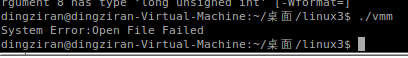 rgument 8 has type 'long unsigned int' [-Wformat=]
dingziran@dingziran-Virtual-Machine:~/桌面/linux3$ ./vmm
System Error:Open File Failed
dingziran@dingziran-Virtual-Machine:~/桌面/linux3$